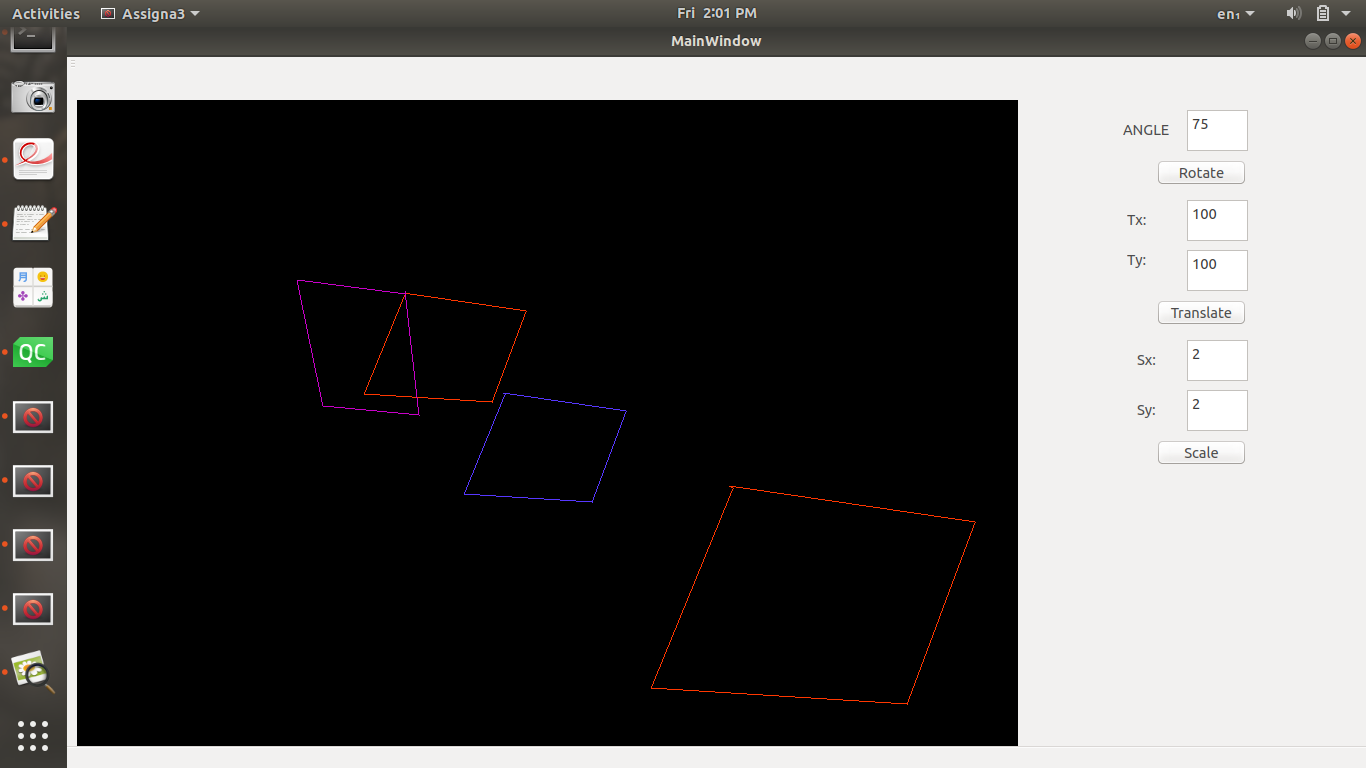 Activities Assigna3 Fri 2:01 PM en₁
MainWindow
ANGLE 75
Rotate
Tx: 100
Ty: 100
Translate
Sx: 2
Sy: 2
Scale
QC
月
ش